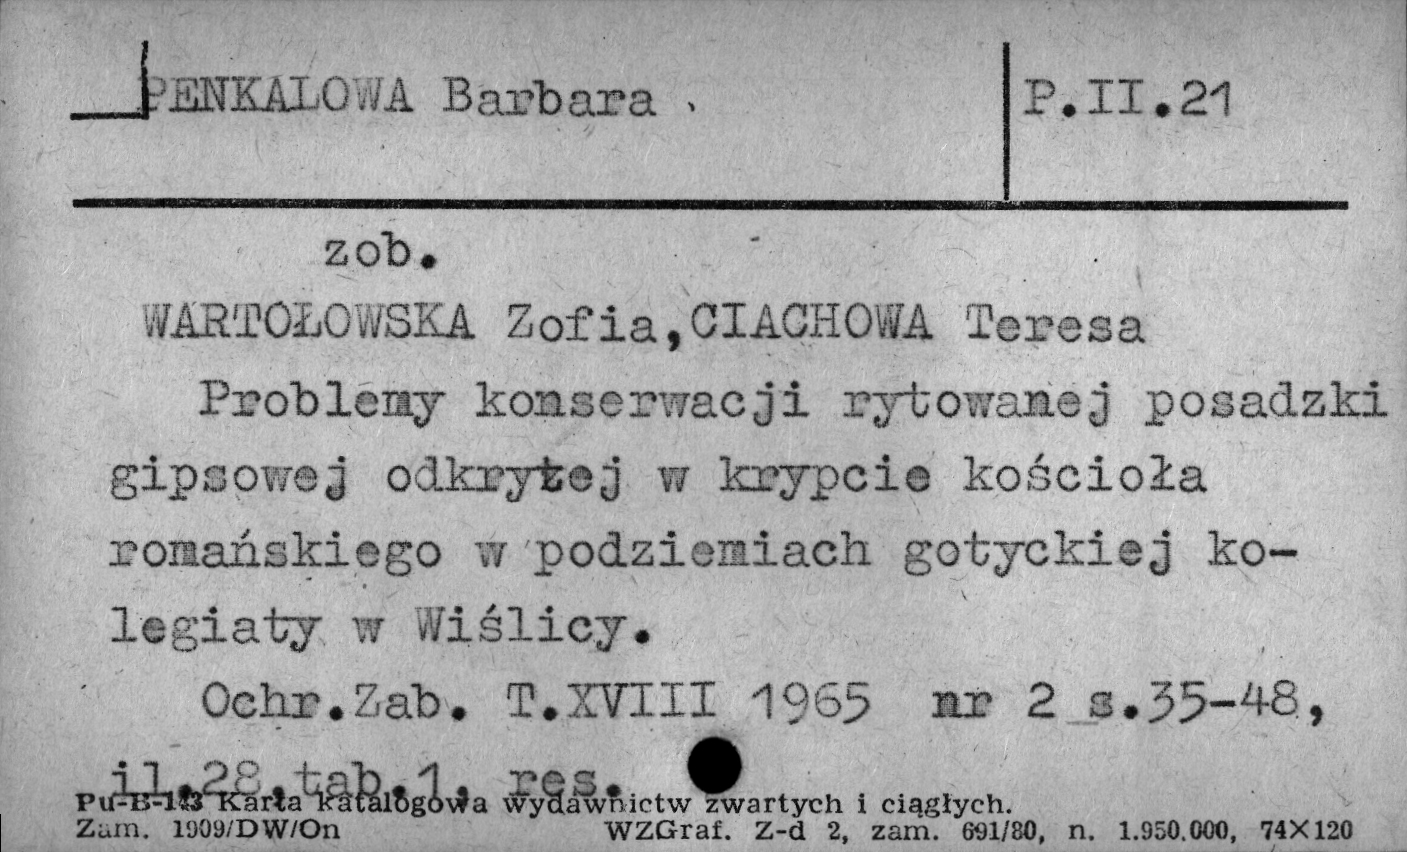 PENKALOWA Barbara
P.II.21
zob.
WARTOŁOWSKA Zofia, CIACHOWA Teresa
Problemy konserwacji rytowanej posadzki
gipsowej odkrytej w krypcie kościoła
romańskiego w podziemiach gotyckiej ko-
legiaty w Wiślicy.
Ochr.Zab. T.XVIII 1965 nr 2 s.35-48,
il.28,tab.1, res.
Pu-B-113 Karta katalogowa wydawnictw zwartych i ciągłych.
Zam. 1909/DW/On WZGraf. Z-d 2, zam. 691/80, n. 1.950.000, 74X120